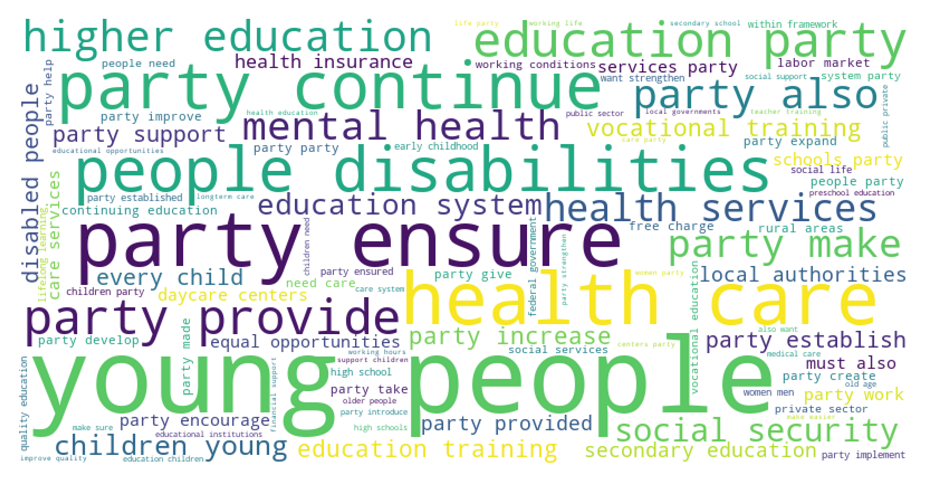 life party
working life
secondary school
within framework
higher education
education party
people need
health insurance
working conditions
services party
labor market
party continue
want strengthen
social support
system party
party help
party also
disabled people
party improve
health education
public sector
local governments
teacher training
public private
party support
mental health
vocational training
care party
party expand
educational opportunities
party party
early childhood
schools party
people disabilities
social life
people party
care services
party established
longterm care
preschool education
continuing education
education system
health services
lifelong learning
free charge
rural areas
party ensure
children need
federal government
party strengthen
party make
every child
party ensured
party give
women party
local authorities
need care
children party
daycare centers
care system
health care
vocational education
party provide
party made
party increase
also want
party develop
equal opportunities
centers party
party establish
working hours
social services
medical care
young people
support children
must also
quality education
financial support
high school
party create
party take
old age
older people
women men
party work
party introduce
private sector
party encourage
make easier
make sure
high schools
party provided
social security
educational institutions
children young
education training
secondary education
improve quality
education children
party implement